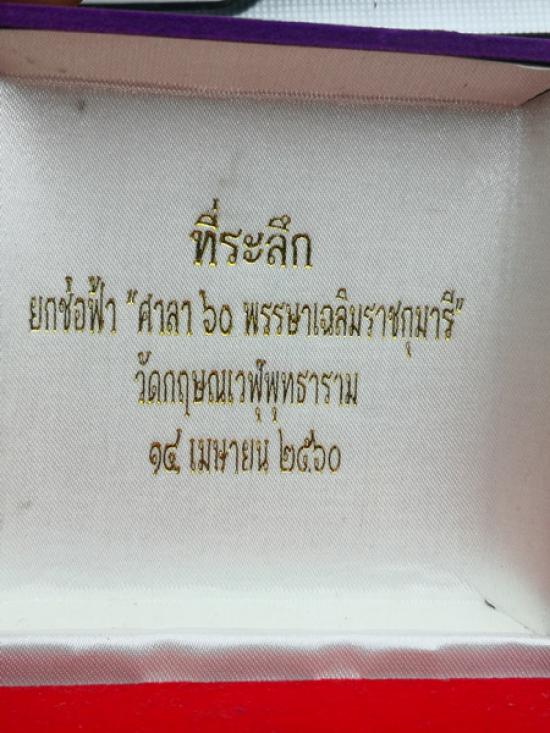 ที่ระลึก
ยกช่อฟ้า "ศาลา ๖๐ พรรษาเฉลิมราชกุมารี"
วัดกฤษณเวฬุพุทธาราม
๑๔ เมษายน ๒๕๖๐